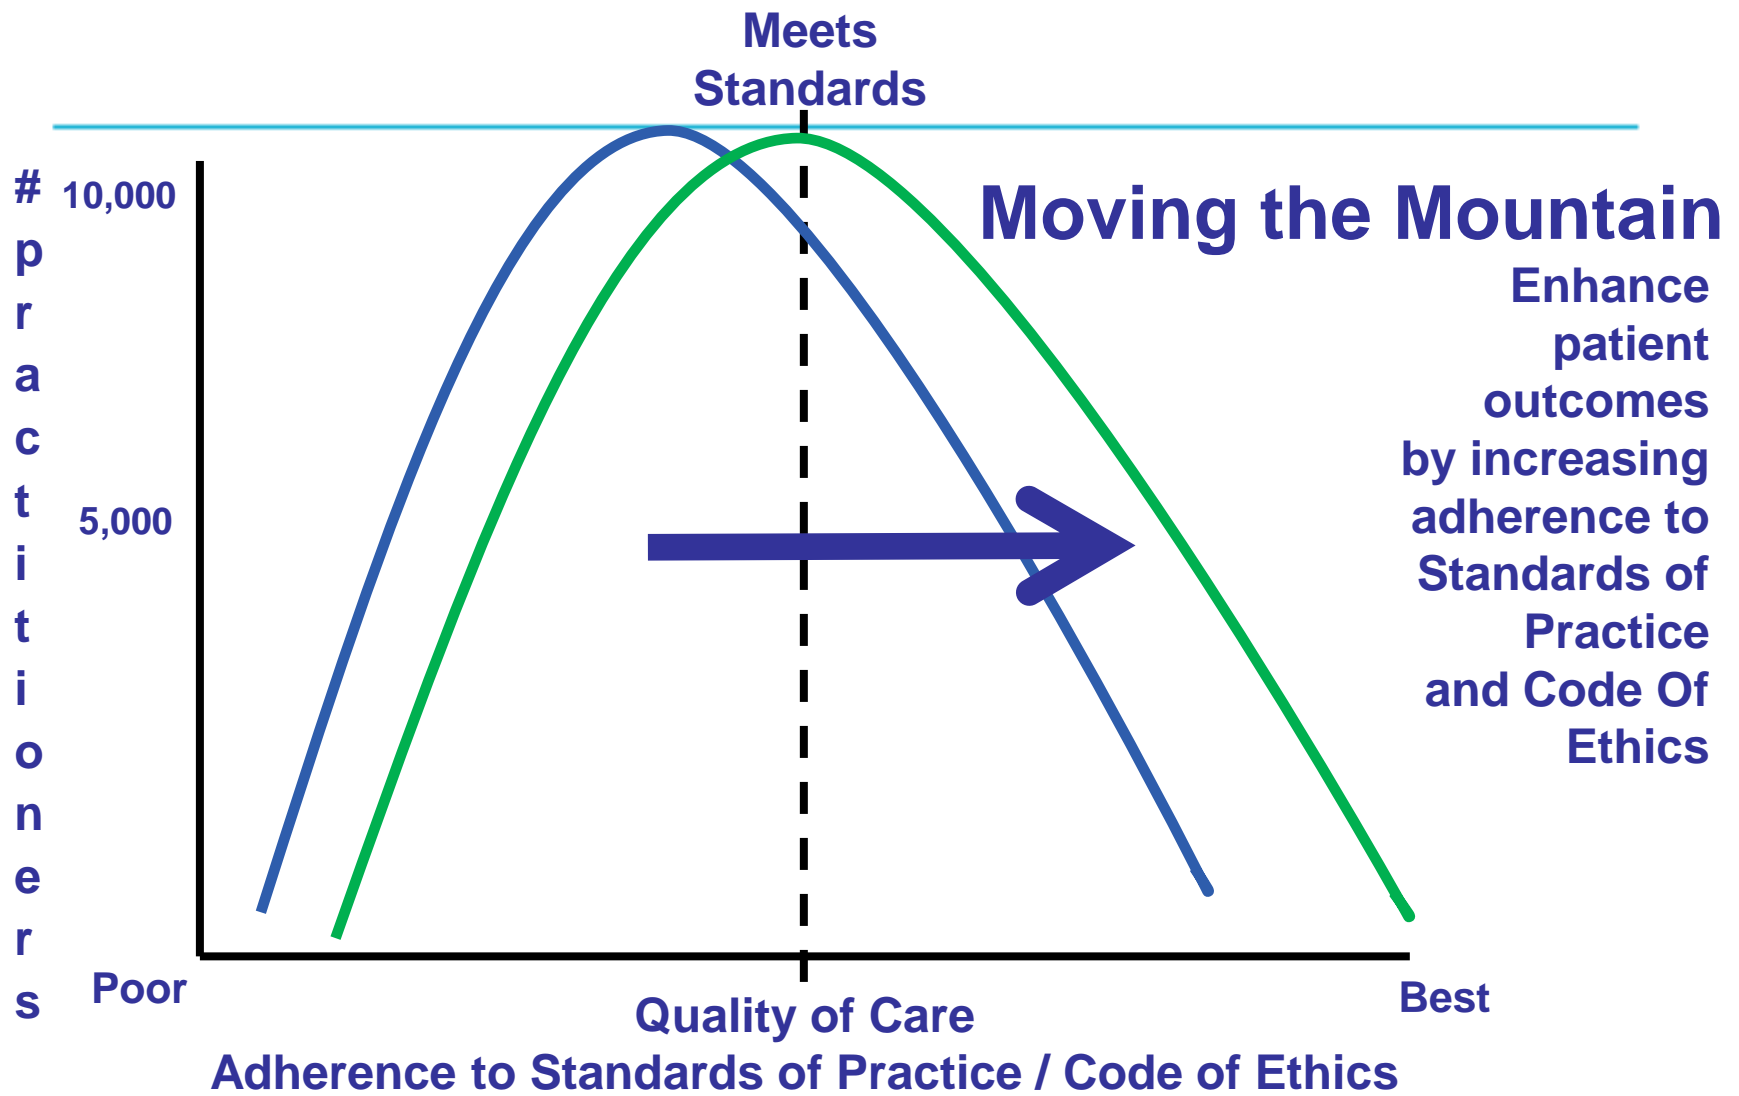 Meets
Standards
# practitioners
10,000
5,000
Moving the Mountain
Enhance
patient
outcomes
by increasing
adherence to
Standards of
Practice
and Code Of
Ethics
Poor
Best
Quality of Care
Adherence to Standards of Practice / Code of Ethics